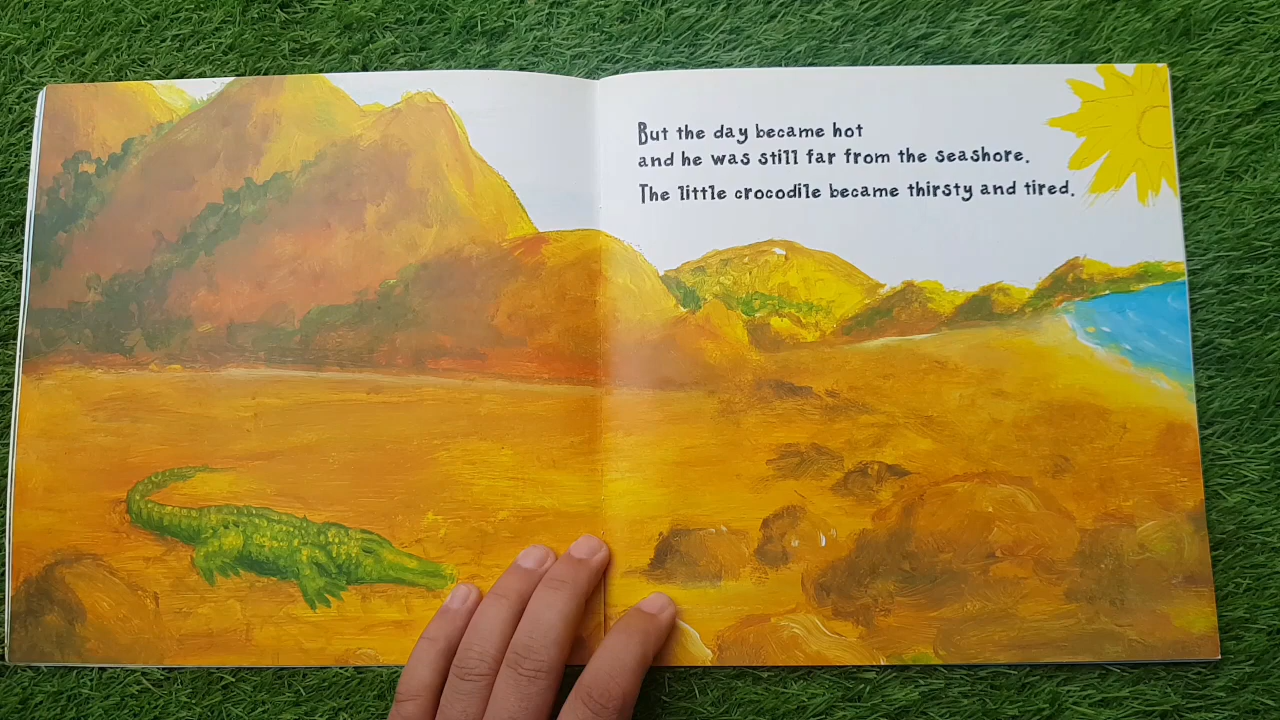 But the day became hot
and he was still far from the seashore.
The little crocodile became thirsty and tired.